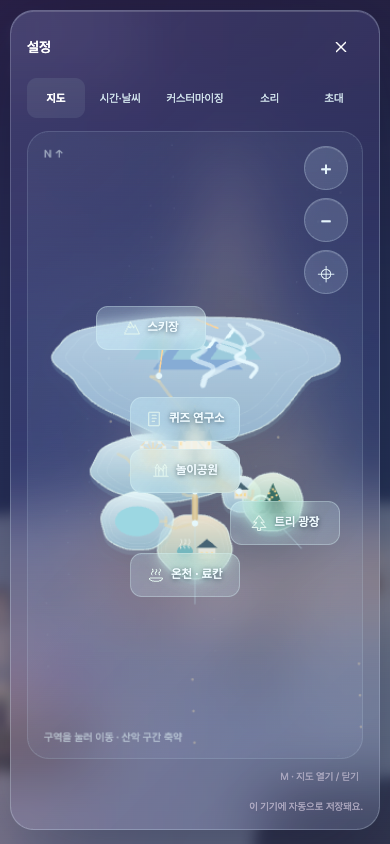 설정
지도
시간·날씨
커스터마이징
소리
초대
N ↑
스키장
퀴즈 연구소
놀이공원
트리 광장
온천 · 료칸
구역을 눌러 이동 · 산악 구간 축약
M · 지도 열기 / 닫기
이 기기에 자동으로 저장돼요.